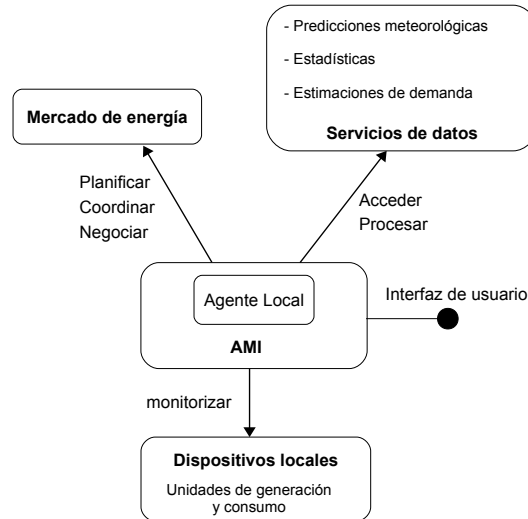 - Predicciones meteorológicas
- Estadísticas
- Estimaciones de demanda
Servicios de datos
Mercado de energía
Planificar
Coordinar
Negociar
Acceder
Procesar
Agente Local
AMI
Interfaz de usuario
monitorizar
Dispositivos locales
Unidades de generación
y consumo